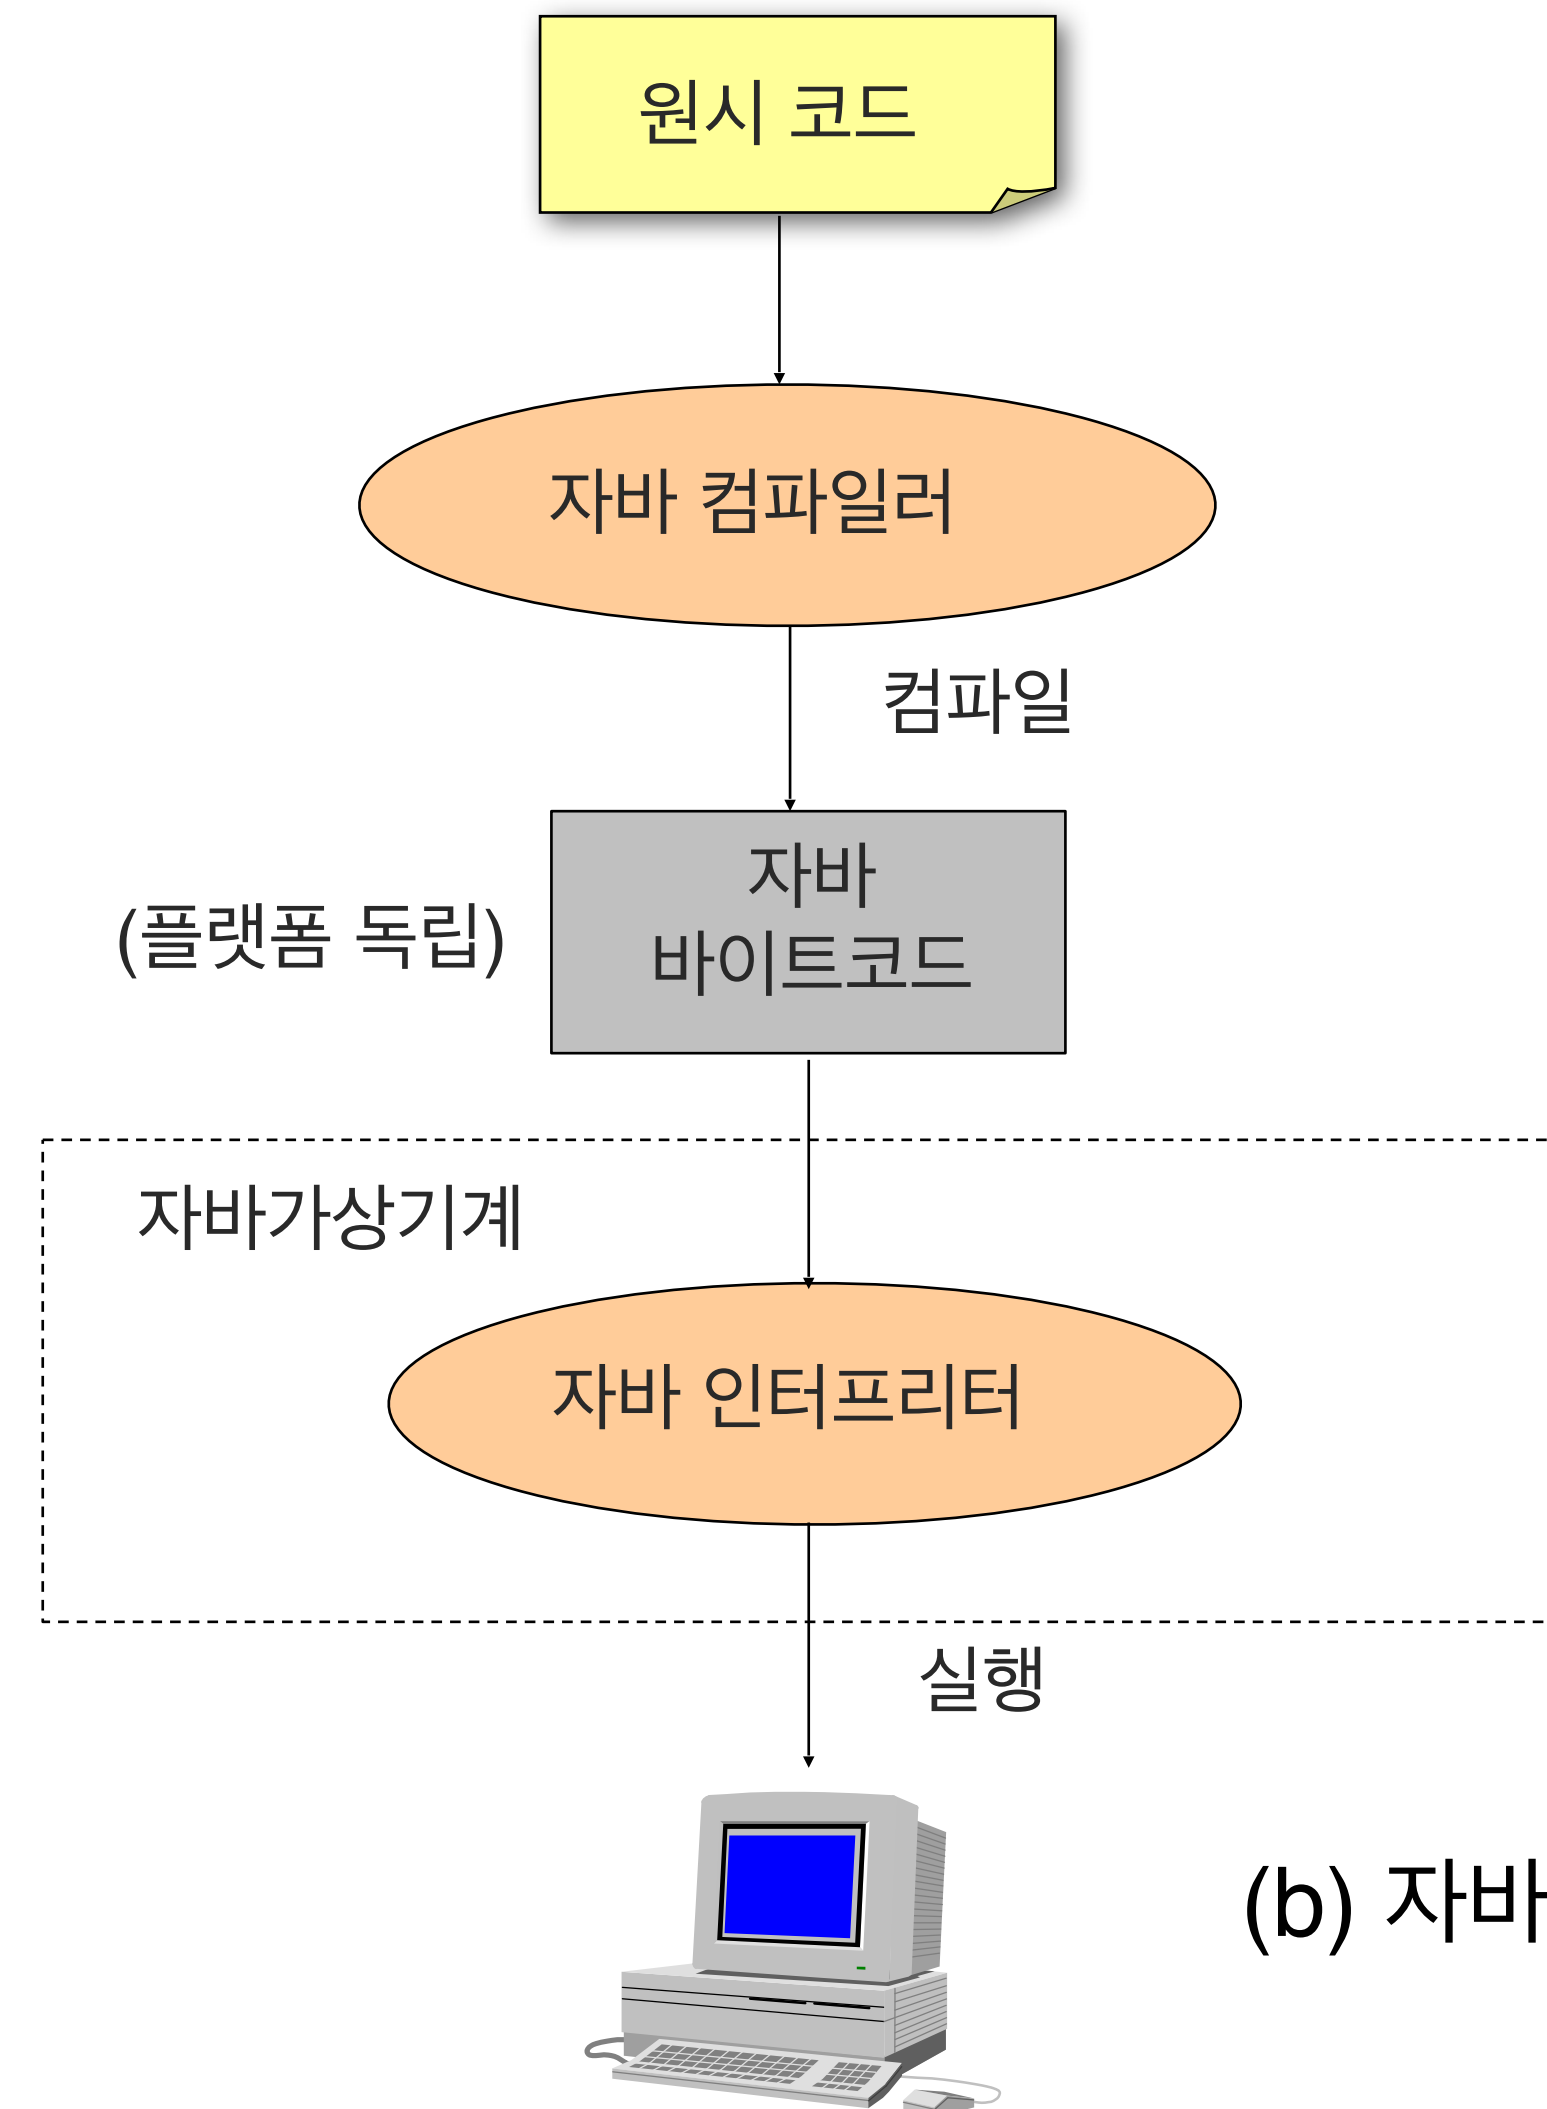 원시 코드
자바 컴파일러
컴파일
자바
바이트코드
(플랫폼 독립)
자바가상기계
자바 인터프리터
실행
(b) 자바